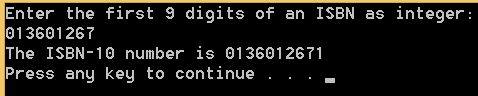 Enter the first 9 digits of an ISBN as integer:
013601267
The ISBN-10 number is 0136012671
Press any key to continue . . .